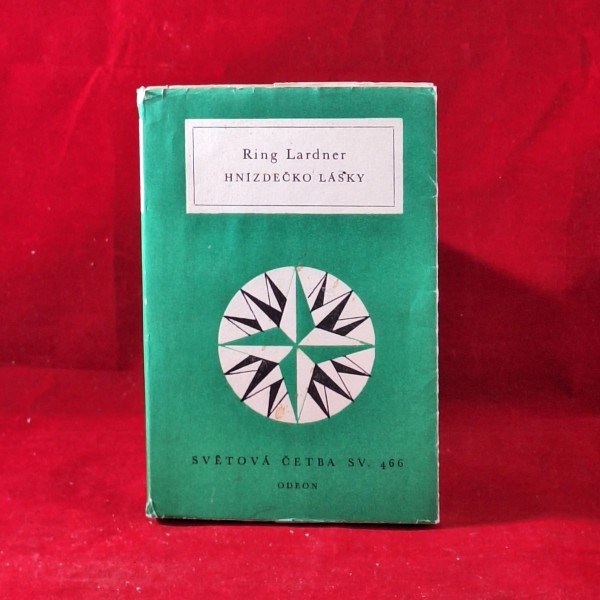 Ring Lardner
HNÍZDEČKO LÁSKY
SVĚTOVÁ ČETBA SV. 466
ODEON